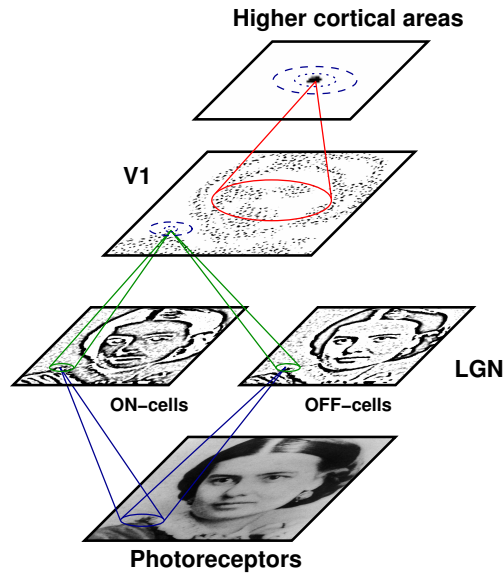 Higher cortical areas
V1
LGN
ON−cells
OFF−cells
Photoreceptors